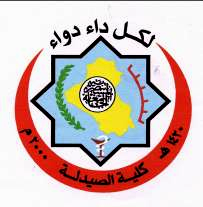 لكل داء دواء
١٤٢٠ هـ
كلية الصيدلة
٢٠٠٠ م